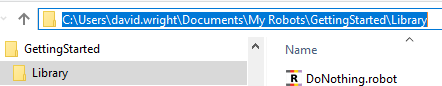 C:\Users\david.wright\Documents\My Robots\GettingStarted\Library
GettingStarted
Library
Name
DoNothing.robot